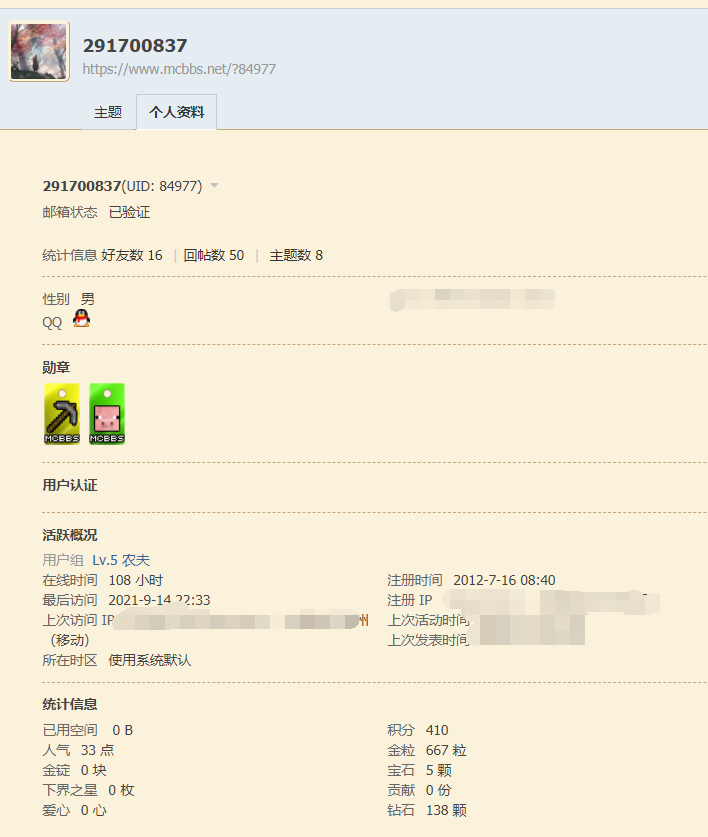 291700837
https://www.mcbbs.net/?84977
主题 个人资料
291700837(UID: 84977)
邮箱状态 已验证
统计信息 好友数 16 | 回帖数 50 | 主题数 8
性别 男
QQ
勋章
MCBBS MCBBS
用户认证
活跃概况
用户组 Lv.5 农夫
在线时间 108 小时 注册时间 2012-7-16 08:40
最后访问 2021-9-14 22:33 注册 IP
上次访问 IP 州 上次活动时间
(移动) 上次发表时间
所在时区 使用系统默认
统计信息
已用空间 0 B 积分 410
人气 33 点 金粒 667 粒
金锭 0 块 宝石 5 颗
下界之星 0 枚 贡献 0 份
爱心 0 心 钻石 138 颗